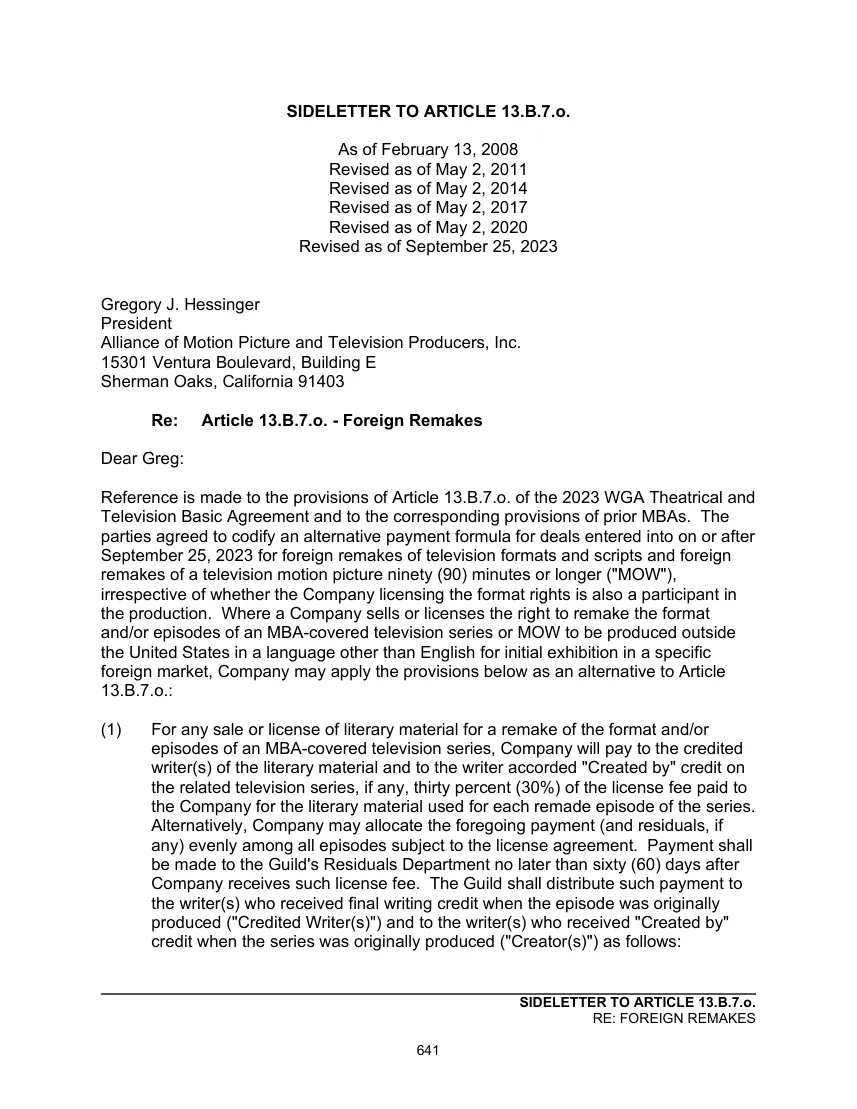 SIDELETTER TO ARTICLE 13.B.7.o.
As of February 13, 2008
Revised as of May 2, 2011
Revised as of May 2, 2014
Revised as of May 2, 2017
Revised as of May 2, 2020
Revised as of September 25, 2023
Gregory J. Hessinger
President
Alliance of Motion Picture and Television Producers, Inc.
15301 Ventura Boulevard, Building E
Sherman Oaks, California 91403
Re: Article 13.B.7.o. - Foreign Remakes
Dear Greg:
Reference is made to the provisions of Article 13.B.7.o. of the 2023 WGA Theatrical and
Television Basic Agreement and to the corresponding provisions of prior MBAs. The
parties agreed to codify an alternative payment formula for deals entered into on or after
September 25, 2023 for foreign remakes of television formats and scripts and foreign
remakes of a television motion picture ninety (90) minutes or longer ("MOW"),
irrespective of whether the Company licensing the format rights is also a participant in
the production. Where a Company sells or licenses the right to remake the format
and/or episodes of an MBA-covered television series or MOW to be produced outside
the United States in a language other than English for initial exhibition in a specific
foreign market, Company may apply the provisions below as an alternative to Article
13.B.7.o.:
(1) For any sale or license of literary material for a remake of the format and/or
episodes of an MBA-covered television series, Company will pay to the credited
writer(s) of the literary material and to the writer accorded "Created by" credit on
the related television series, if any, thirty percent (30%) of the license fee paid to
the Company for the literary material used for each remade episode of the series.
Alternatively, Company may allocate the foregoing payment (and residuals, if
any) evenly among all episodes subject to the license agreement. Payment shall
be made to the Guild's Residuals Department no later than sixty (60) days after
Company receives such license fee. The Guild shall distribute such payment to
the writer(s) who received final writing credit when the episode was originally
produced ("Credited Writer(s)") and to the writer(s) who received "Created by"
credit when the series was originally produced ("Creator(s)") as follows:
SIDELETTER TO ARTICLE 13.B.7.o.
RE: FOREIGN REMAKES
641